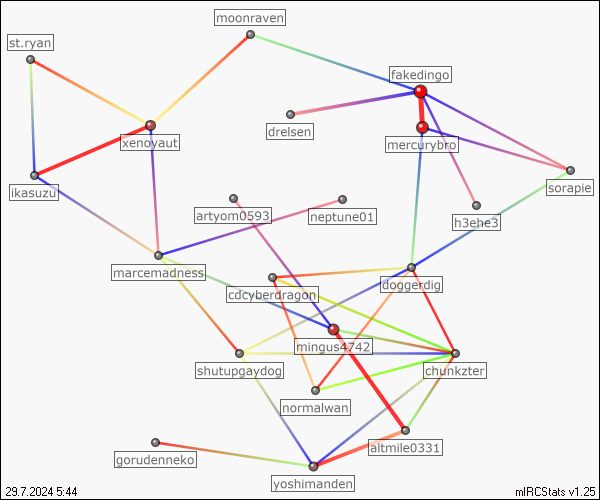 moonraven
st.ryan
fakedingo
drelsen
xenoyaut
mercurybro
ikasuzu
sorapie
artyom0593
neptune01
h3ehe3
marcemadness
cdcyberdragon
doggerdig
mingus4742
shutupgaydog
chunkzter
normalwan
altmile0331
gorudenneko
yoshimanden
29.7.2024 5:44
mIRCStats v1.25